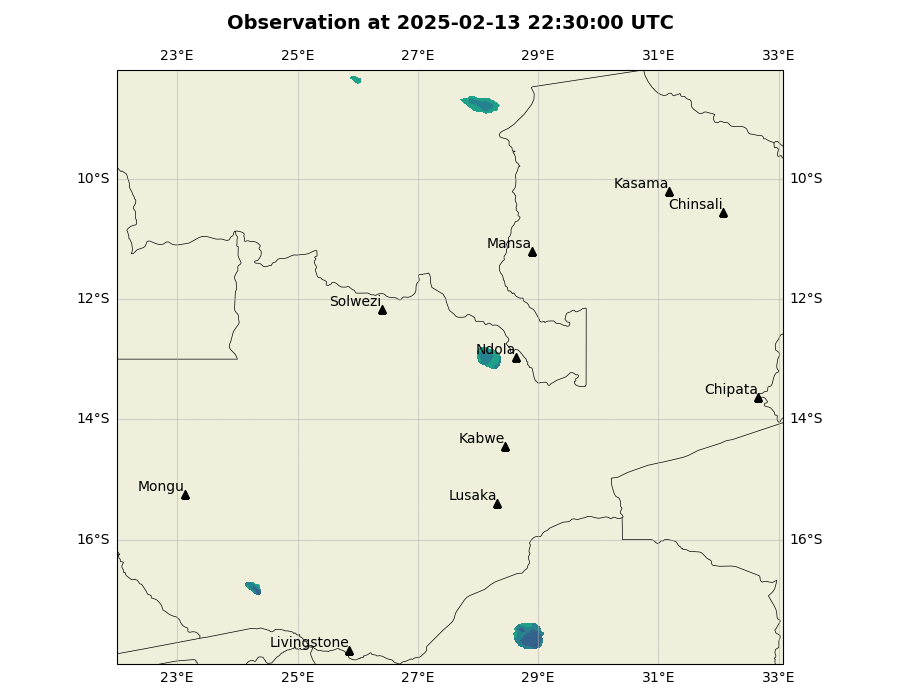 Observation at 2025-02-13 22:30:00 UTC
23°E 25°E 27°E 29°E 31°E 33°E
10°S 10°S
Kasama
Chinsali
Mansa
12°S 12°S
Solwezi
Ndola
Chipata
14°S 14°S
Kabwe
Mongu
Lusaka
16°S 16°S
Livingstone
23°E 25°E 27°E 29°E 31°E 33°E